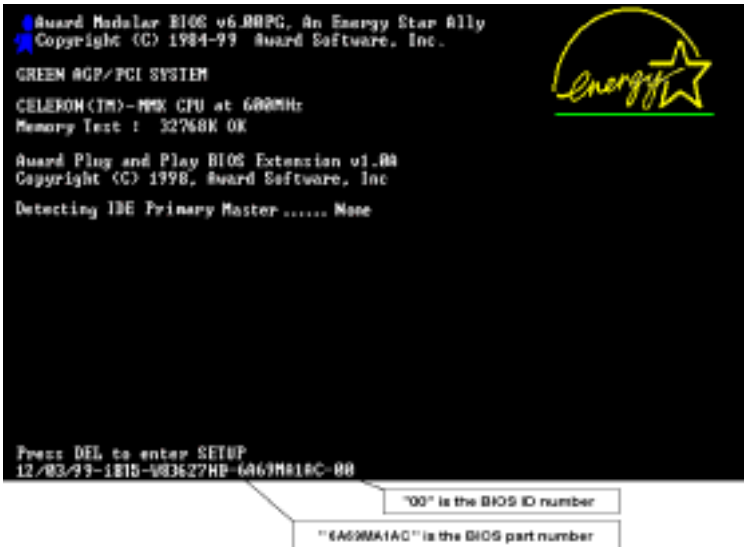 Award Modular BIOS v6.00PG, An Energy Star Ally
Copyright (C) 1984-99 Award Software, Inc.
GREEN AGP/PCI SYSTEM
energy
CELERON(TM)-MMX CPU at 600MHz
Memory Test : 32768K OK
Award Plug and Play BIOS Extension v1.0A
Copyright (C) 1998, Award Software, Inc
Detecting IDE Primary Master ...... None
Press DEL to enter SETUP
12/03/99-i815-W83627HF-6A69MA1AC-00
"00" is the BIOS ID number
"6A69MA1AC" is the BIOS part number